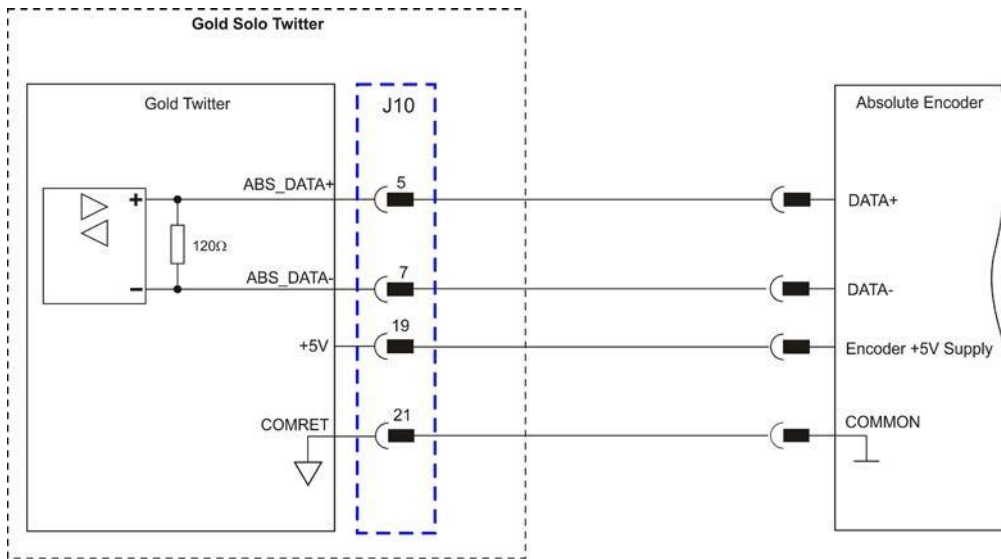 Gold Solo Twitter
Gold Twitter
J10
Absolute Encoder
ABS_DATA+
5
DATA+
+
120Ω
-
ABS_DATA-
7
DATA-
+5V
19
Encoder +5V Supply
COMRET
21
COMMON